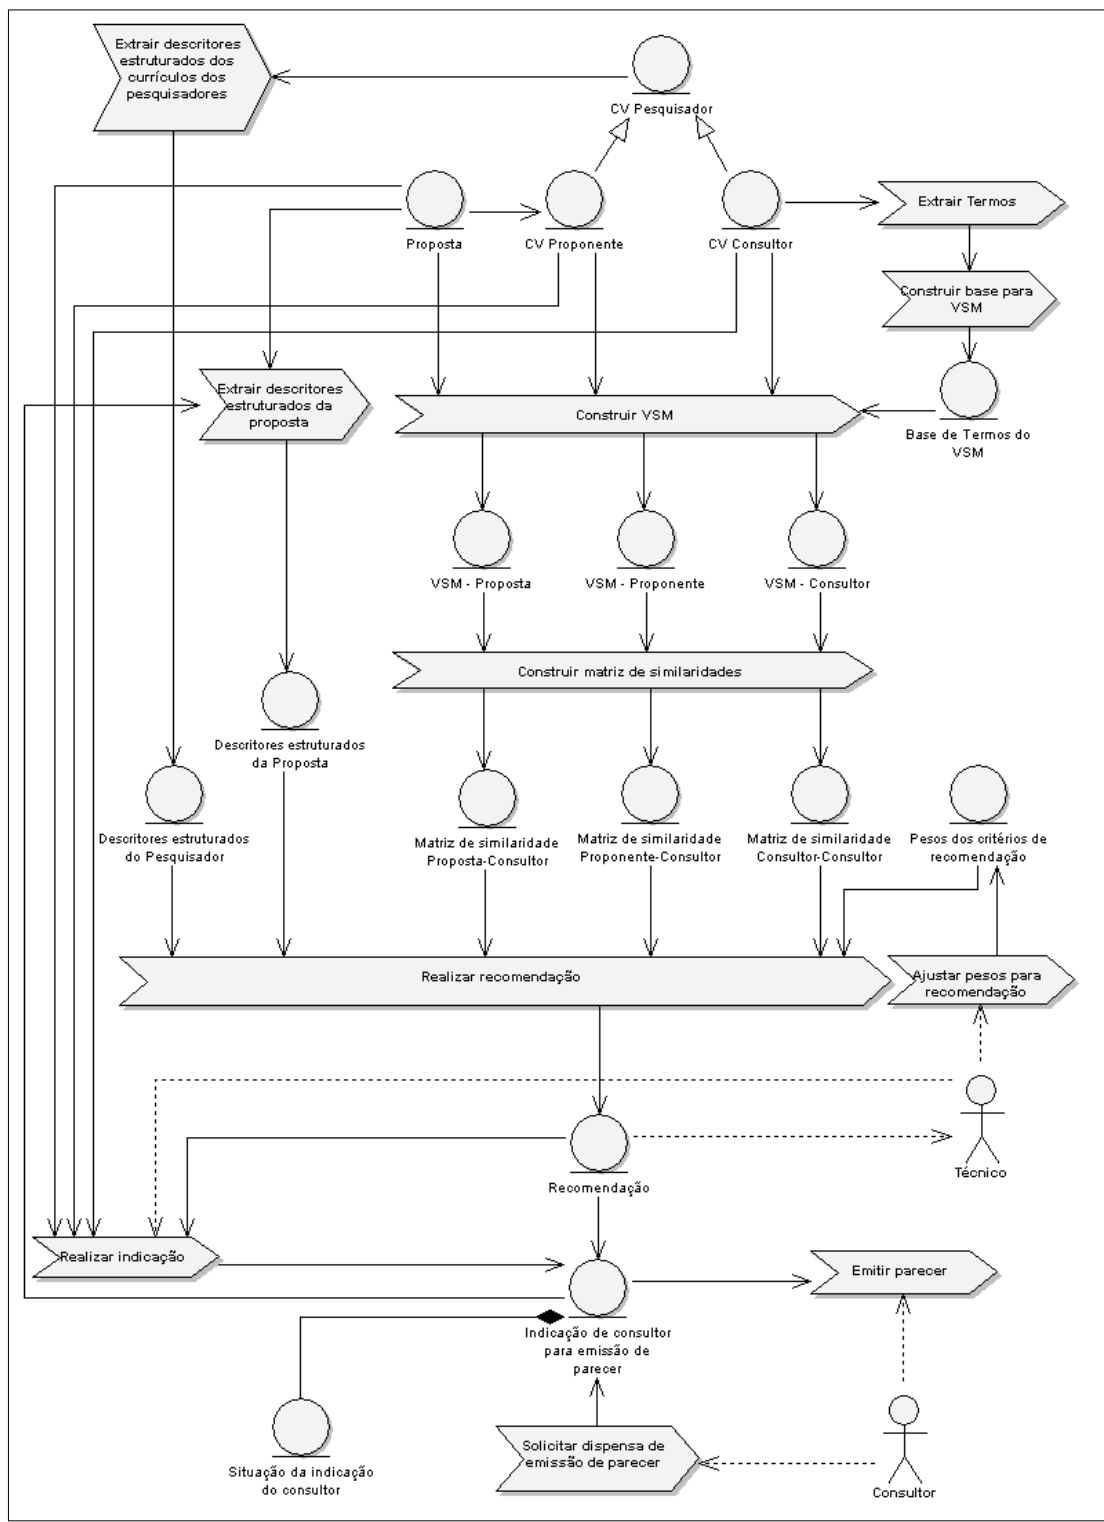 Extrair descritores
estruturados dos
currículos dos
pesquisadores
CV Pesquisador
Proposta
CV Proponente
CV Consultor
Extrair Termos
Construir base para
VSM
Extrair descritores
estruturados da
proposta
Construir VSM
Base de Termos do
VSM
VSM - Proposta
VSM - Proponente
VSM - Consultor
Construir matriz de similaridades
Descritores estruturados
da Proposta
Descritores estruturados
do Pesquisador
Matriz de similaridade
Proposta-Consultor
Matriz de similaridade
Proponente-Consultor
Matriz de similaridade
Consultor-Consultor
Pesos dos critérios de
recomendação
Realizar recomendação
Ajustar pesos para
recomendação
Técnico
Recomendação
Realizar indicação
Emitir parecer
Indicação de consultor
para emissão de
parecer
Situação da indicação
do consultor
Solicitar dispensa de
emissão de parecer
Consultor